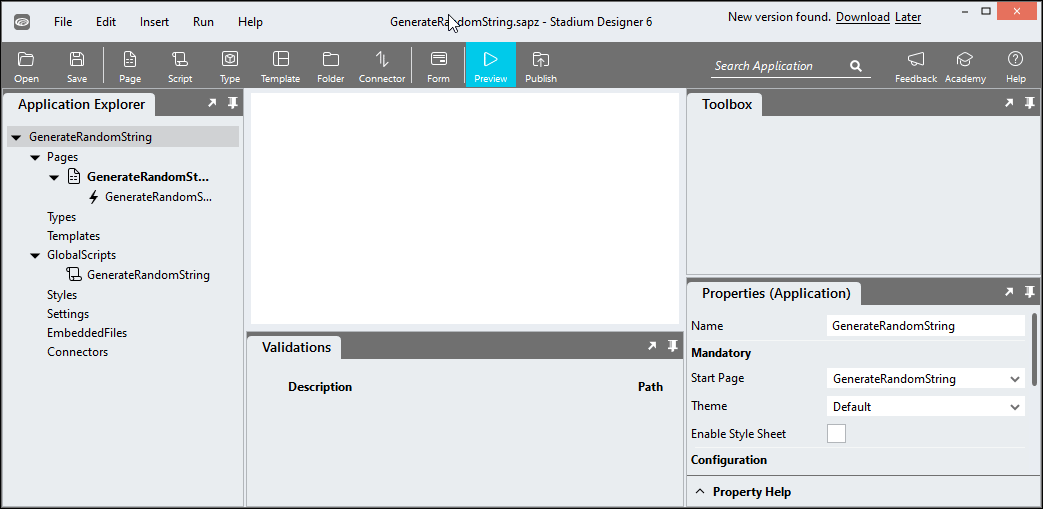 File Edit Insert Run Help GenerateRandomString.sapz - Stadium Designer 6 New version found. Download Later
Open Save Page Script Type Template Folder Connector Form Preview Publish Search Application Feedback Academy Help
Application Explorer
GenerateRandomString
Pages
GenerateRandomSt...
GenerateRandomS...
Types
Templates
GlobalScripts
GenerateRandomString
Styles
Settings
EmbeddedFiles
Connectors
Validations
Description Path
Toolbox
Properties (Application)
Name GenerateRandomString
Mandatory
Start Page GenerateRandomString
Theme Default
Enable Style Sheet
Configuration
Property Help